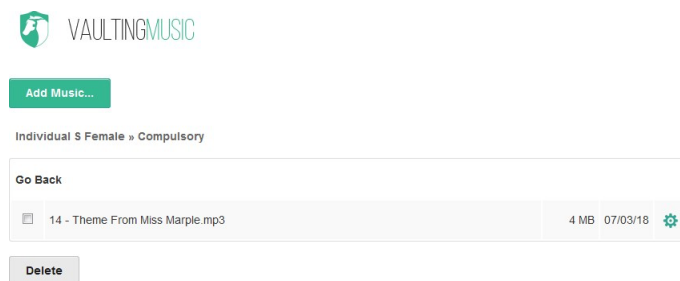 VAULTINGMUSIC
Add Music...
Individual S Female » Compulsory
Go Back
14 - Theme From Miss Marple.mp3 4 MB 07/03/18
Delete